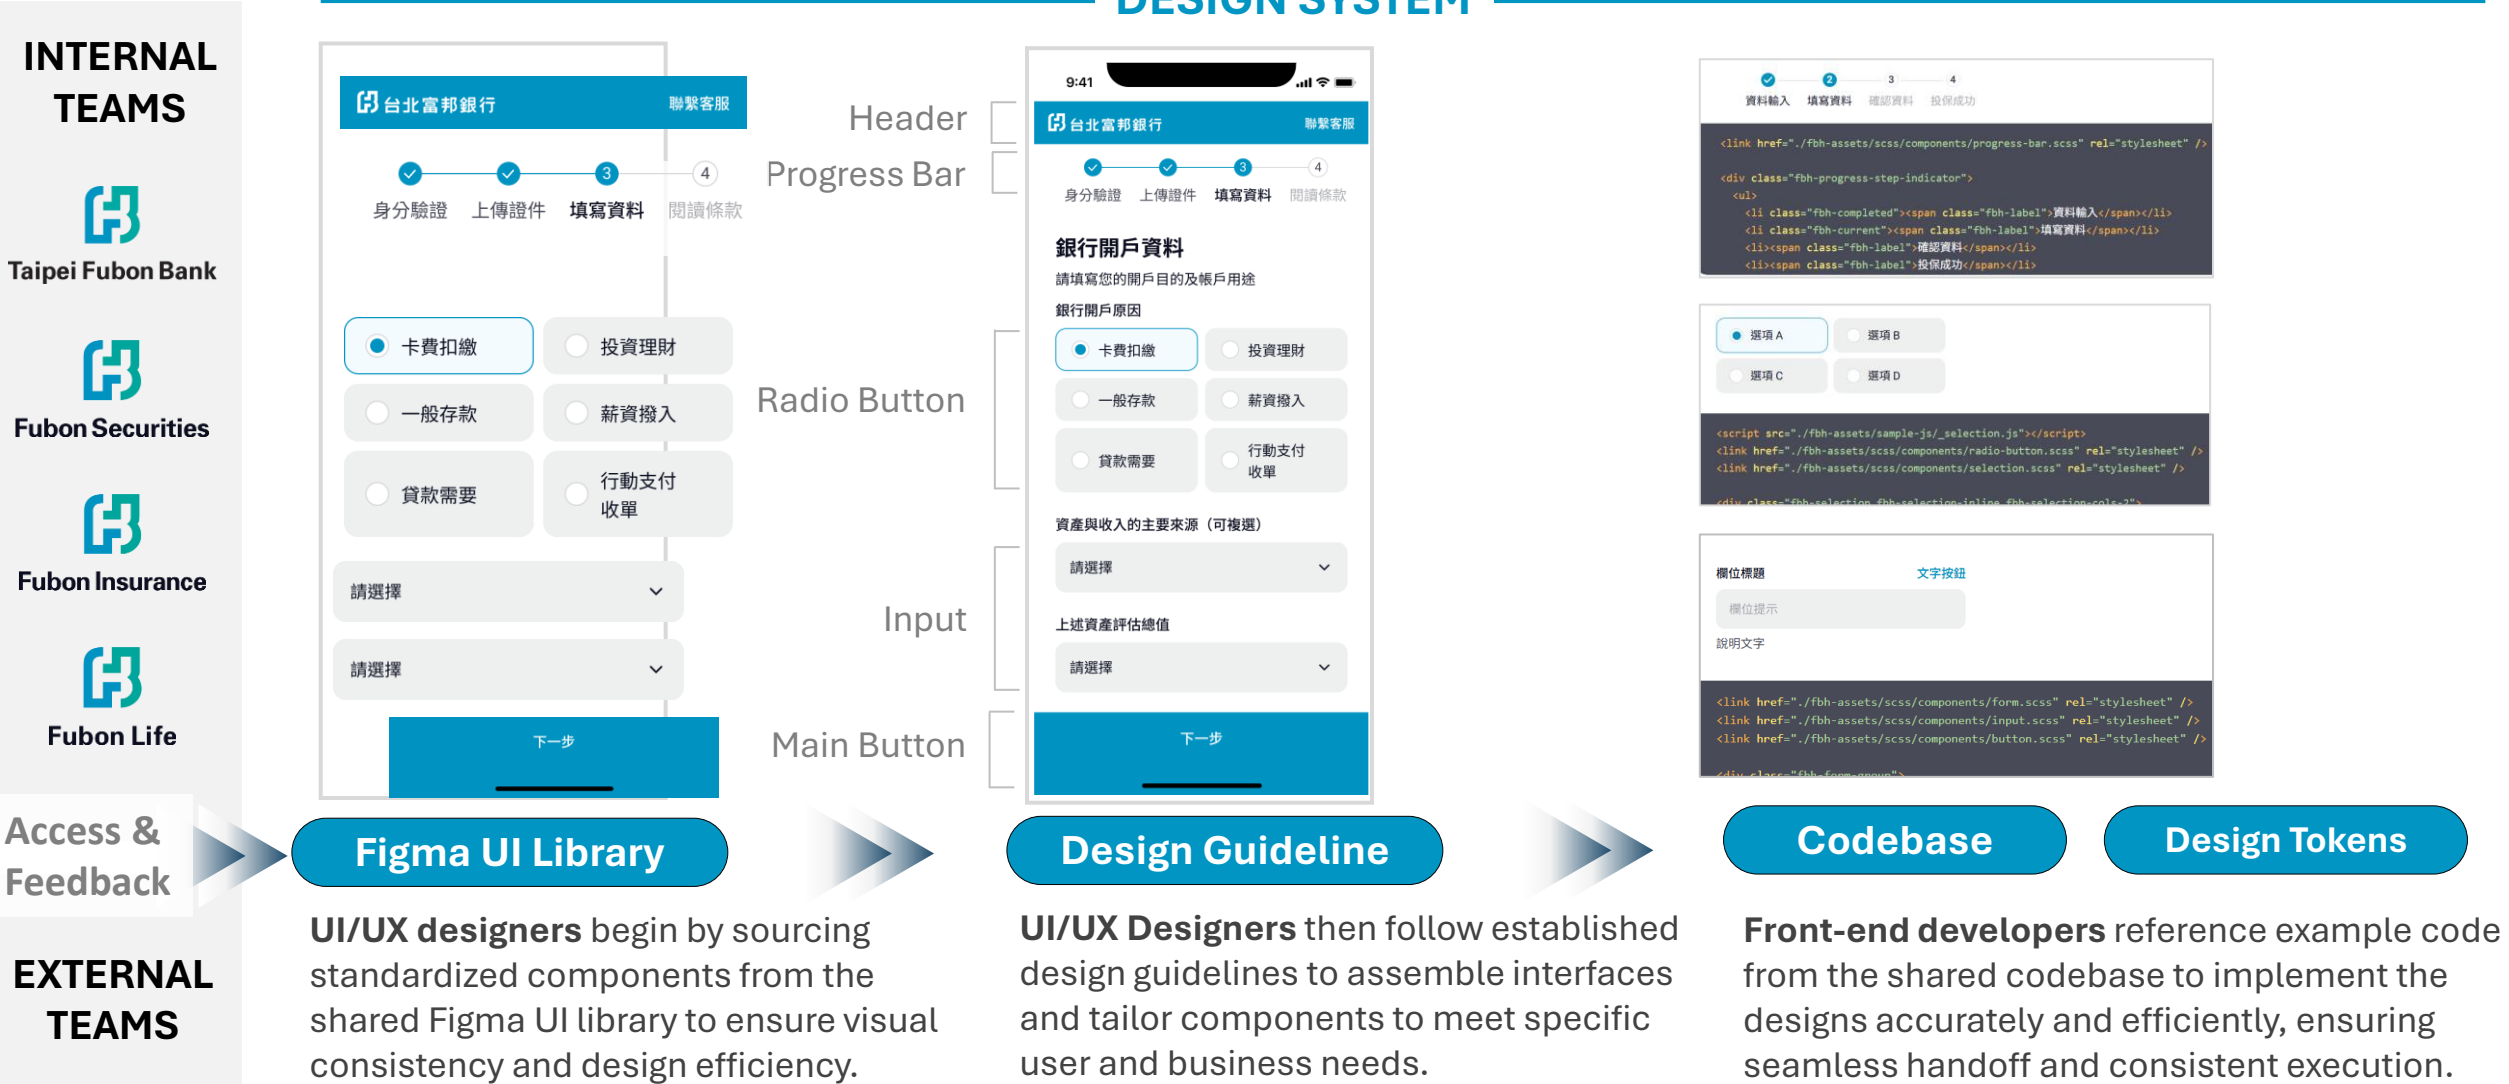 DESIGN SYSTEM
INTERNAL
TEAMS
Taipei Fubon Bank
Fubon Securities
Fubon Insurance
Fubon Life
Access &
Feedback
EXTERNAL
TEAMS
台北富邦銀行 聯繫客服
3 4
身分驗證 上傳證件 填寫資料 閱讀條款
卡費扣繳 投資理財
一般存款 薪資撥入
貸款需要 行動支付
收單
請選擇
請選擇
下一步
Header
Progress Bar
Radio Button
Input
Main Button
9:41
台北富邦銀行 聯繫客服
3 4
身分驗證 上傳證件 填寫資料 閱讀條款
銀行開戶資料
請填寫您的開戶目的及帳戶用途
銀行開戶原因
卡費扣繳 投資理財
一般存款 薪資撥入
貸款需要 行動支付
收單
資產與收入的主要來源（可複選）
請選擇
上述資產評估總值
請選擇
下一步
2 3 4
資料輸入 填寫資料 確認資料 投保成功
<link href="./fbh-assets/scss/components/progress-bar.scss" rel="stylesheet" />
<div class="fbh-progress-step-indicator">
<ul>
<li class="fbh-completed"><span class="fbh-label">資料輸入</span></li>
<li class="fbh-current"><span class="fbh-label">填寫資料</span></li>
<li><span class="fbh-label">確認資料</span></li>
<li><span class="fbh-label">投保成功</span></li>
選項 A 選項 B
選項 C 選項 D
<script src="./fbh-assets/sample-js/_selection.js"></script>
<link href="./fbh-assets/scss/components/radio-button.scss" rel="stylesheet" />
<link href="./fbh-assets/scss/components/selection.scss" rel="stylesheet" />
<div class="fbh-selection fbh-selection-inline fbh-selection-cols-2">
欄位標題 文字按鈕
欄位提示
說明文字
<link href="./fbh-assets/scss/components/form.scss" rel="stylesheet" />
<link href="./fbh-assets/scss/components/input.scss" rel="stylesheet" />
<link href="./fbh-assets/scss/components/button.scss" rel="stylesheet" />
<div class="fbh-form-group">
Figma UI Library
UI/UX designers begin by sourcing
standardized components from the
shared Figma UI library to ensure visual
consistency and design efficiency.
Design Guideline
UI/UX Designers then follow established
design guidelines to assemble interfaces
and tailor components to meet specific
user and business needs.
Codebase
Design Tokens
Front-end developers reference example code
from the shared codebase to implement the
designs accurately and efficiently, ensuring
seamless handoff and consistent execution.